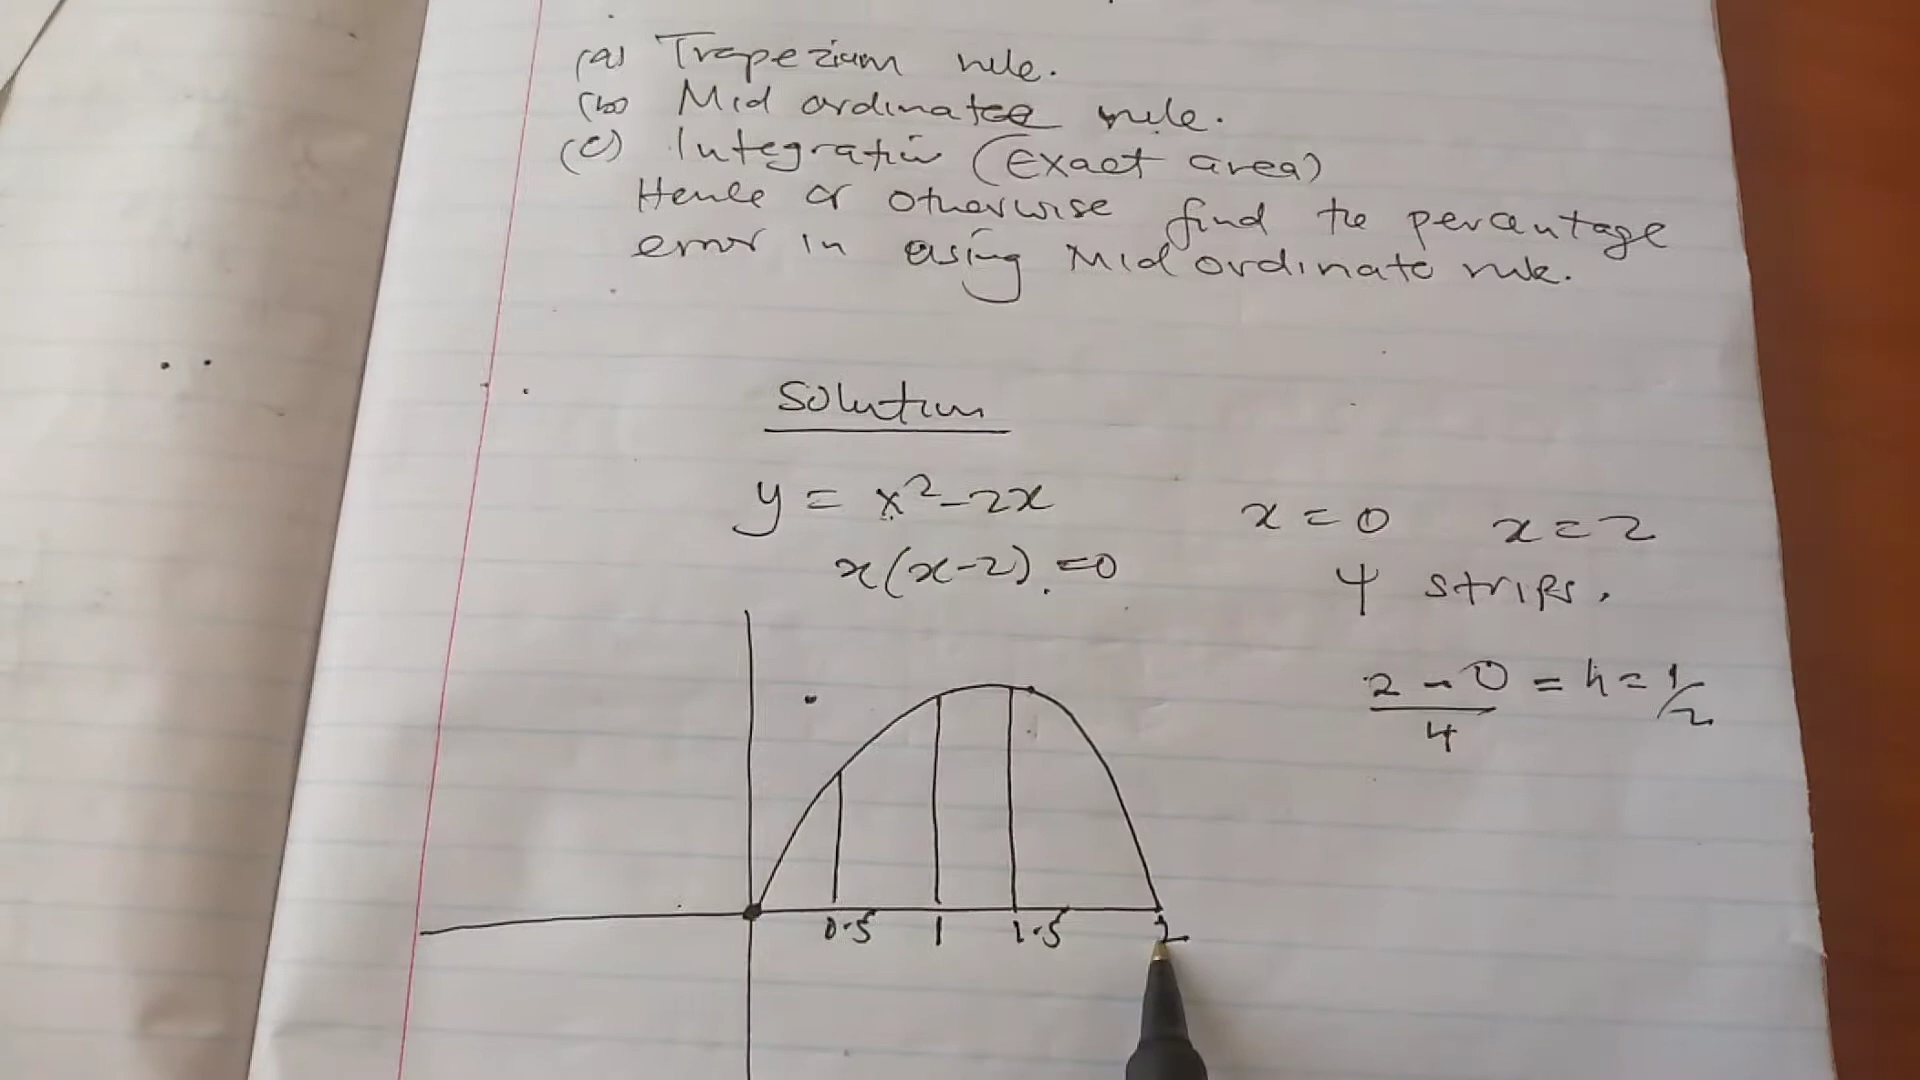 (a) Trapezium rule.
(b) Mid ordinate rule.
(c) Integration (Exact area)
Hence or otherwise find the percentage
error in using Mid ordinate rule.
Solution
y = x² - 2x
x = 0 x = 2
x(x-2) = 0
4 strips.
2 - 0 / 4 = h = 1/2
0.5 1 1.5 2